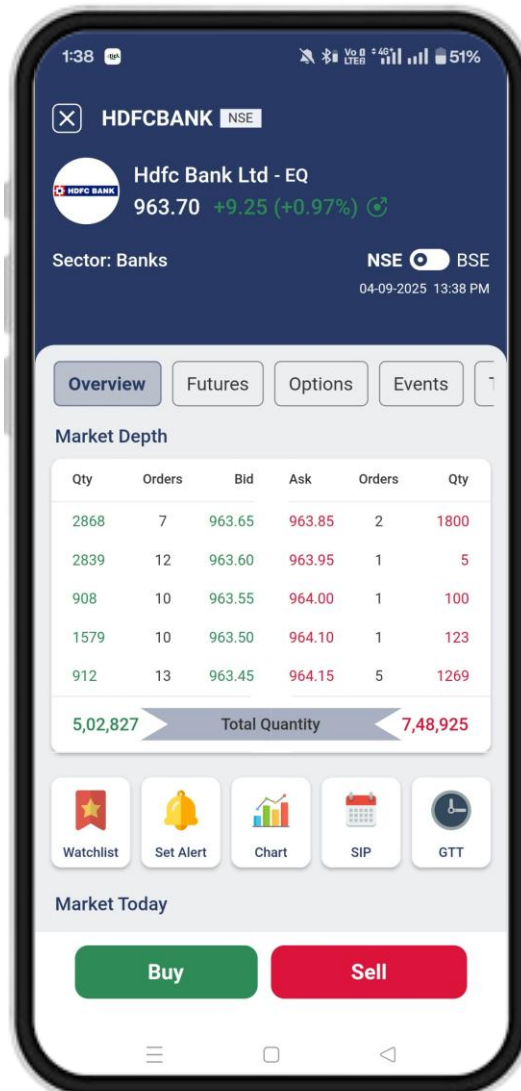 1:38 51%
HDFCBANK NSE
HDFC BANK
Hdfc Bank Ltd - EQ
963.70 +9.25 (+0.97%)
Sector: Banks NSE BSE
04-09-2025 13:38 PM
Overview Futures Options Events
Market Depth
Qty Orders Bid Ask Orders Qty
2868 7 963.65 963.85 2 1800
2839 12 963.60 963.95 1 5
908 10 963.55 964.00 1 100
1579 10 963.50 964.10 1 123
912 13 963.45 964.15 5 1269
5,02,827 Total Quantity 7,48,925
Watchlist Set Alert Chart SIP GTT
Market Today
Buy Sell